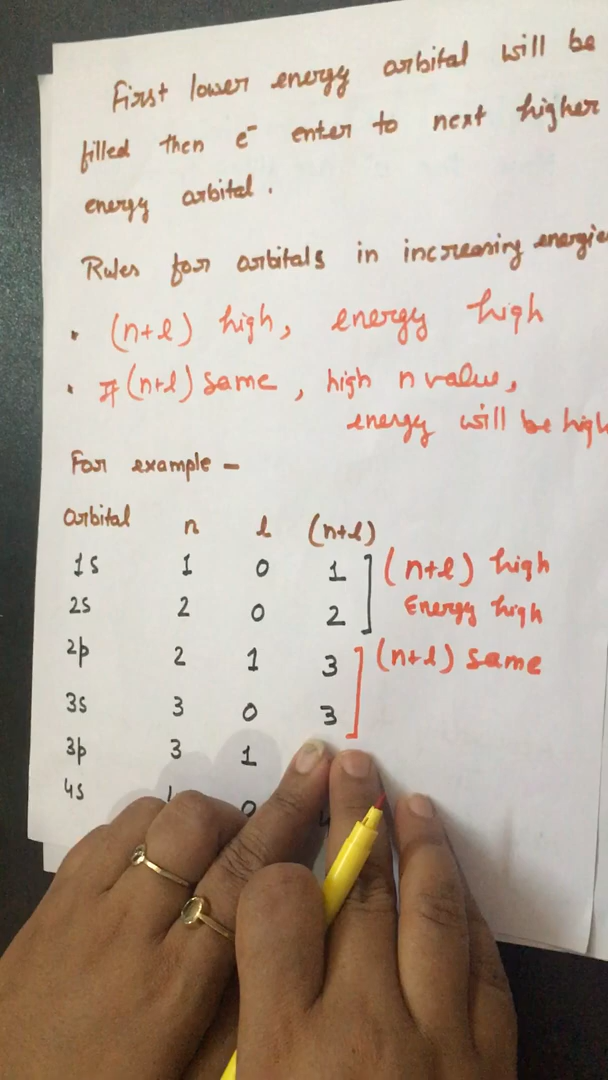 First lower energy orbital will be
filled then e⁻ enter to next higher
energy orbital.
Rules for orbitals in increasing energies
• (n+l) high, energy high
• If (n+l) same, high n value,
energy will be high
For example –
Orbital n l (n+l)
1s 1 0 1 (n+l) high
2s 2 0 2 Energy high
2p 2 1 3 (n+l) same
3s 3 0 3
3p 3 1
4s 0